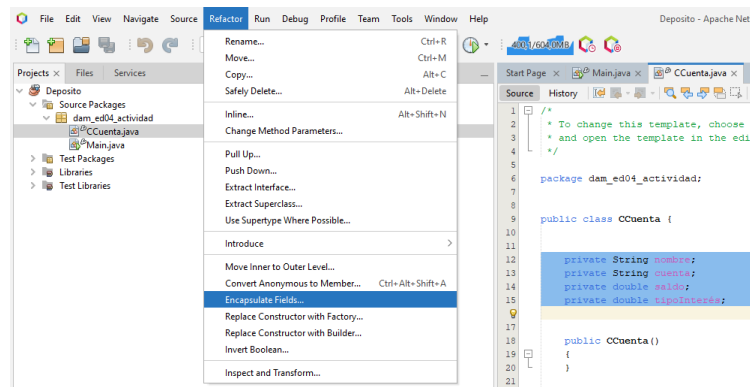 File Edit View Navigate Source Refactor Run Debug Profile Team Tools Window Help
Deposito - Apache Net
400,1/604,0MB
Projects Files Services
Deposito
Source Packages
dam_ed04_actividad
CCuenta.java
Main.java
Test Packages
Libraries
Test Libraries
Rename... Ctrl+R
Move... Ctrl+M
Copy... Alt+C
Safely Delete... Alt+Delete
Inline... Alt+Shift+N
Change Method Parameters...
Pull Up...
Push Down...
Extract Interface...
Extract Superclass...
Use Supertype Where Possible...
Introduce
Move Inner to Outer Level...
Convert Anonymous to Member... Ctrl+Alt+Shift+A
Encapsulate Fields...
Replace Constructor with Factory...
Replace Constructor with Builder...
Invert Boolean...
Inspect and Transform...
Start Page Main.java CCuenta.java
Source History
1 /*
2 * To change this template, choose
3 * and open the template in the edi
4 */
5
6 package dam_ed04_actividad;
7
8
9 public class CCuenta {
10
11
12 private String nombre;
13 private String cuenta;
14 private double saldo;
15 private double tipoInterés;
17
18 public CCuenta()
19 {
20 }
21